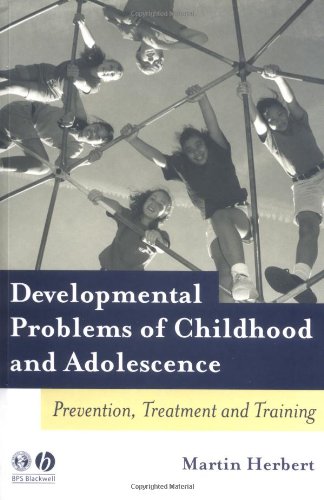 Developmental
Problems of Childhood
and Adolescence
Prevention, Treatment and Training
b
BPS Blackwell
Martin Herbert